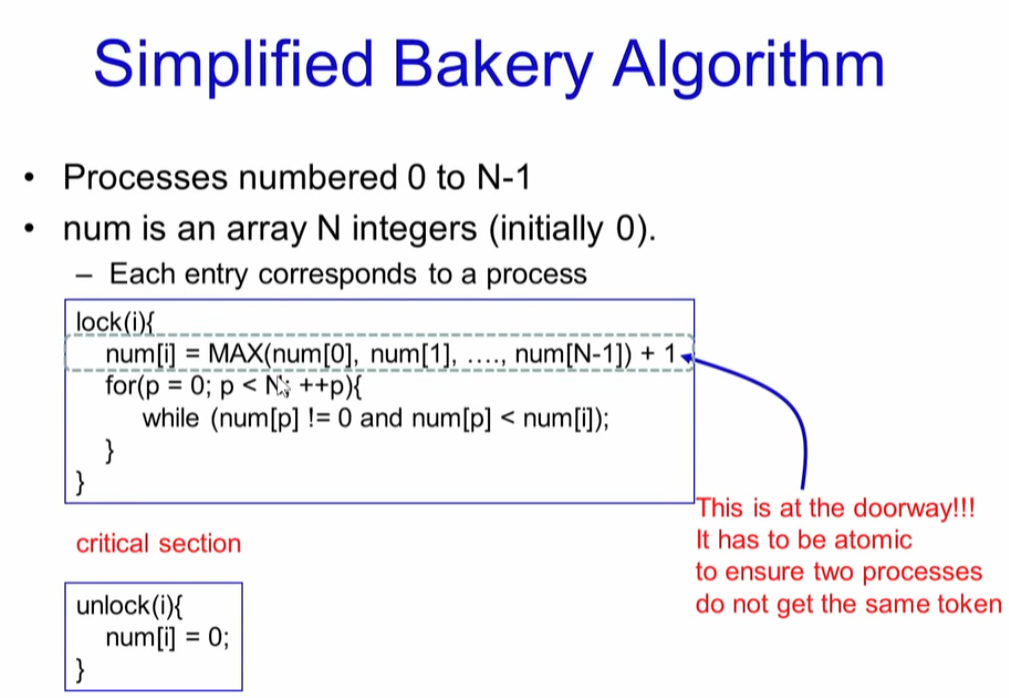 Simplified Bakery Algorithm
• Processes numbered 0 to N-1
• num is an array N integers (initially 0).
– Each entry corresponds to a process
lock(i){
num[i] = MAX(num[0], num[1], …., num[N-1]) + 1
for(p = 0; p < N; ++p){
while (num[p] != 0 and num[p] < num[i]);
}
}
This is at the doorway!!!
It has to be atomic
to ensure two processes
do not get the same token
critical section
unlock(i){
num[i] = 0;
}